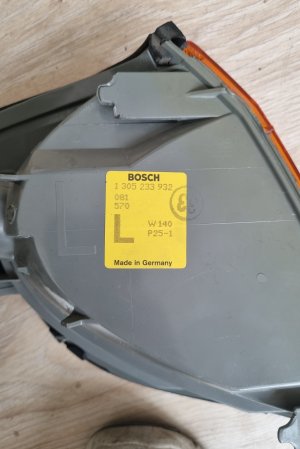 BOSCH
1 305 233 932
081
570
L
W 140
P25-1
Made in Germany
L